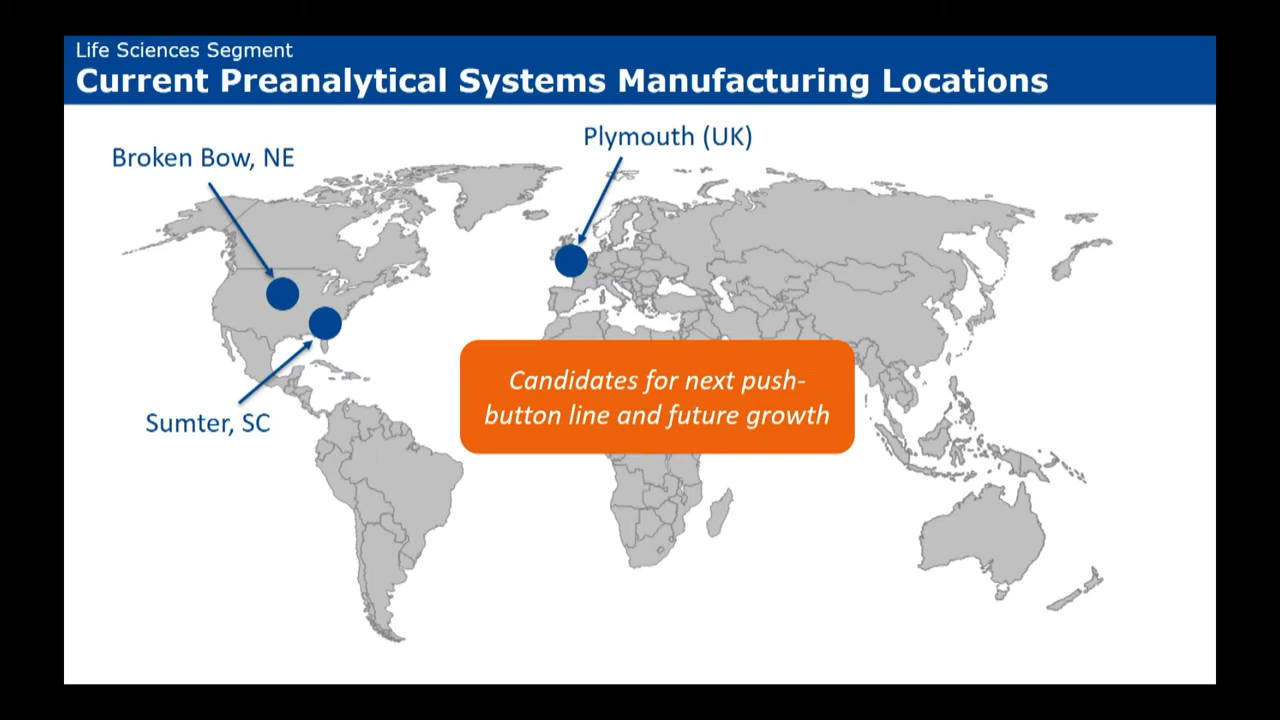 Life Sciences Segment
Current Preanalytical Systems Manufacturing Locations
Plymouth (UK)
Broken Bow, NE
Candidates for next push-
button line and future growth
Sumter, SC